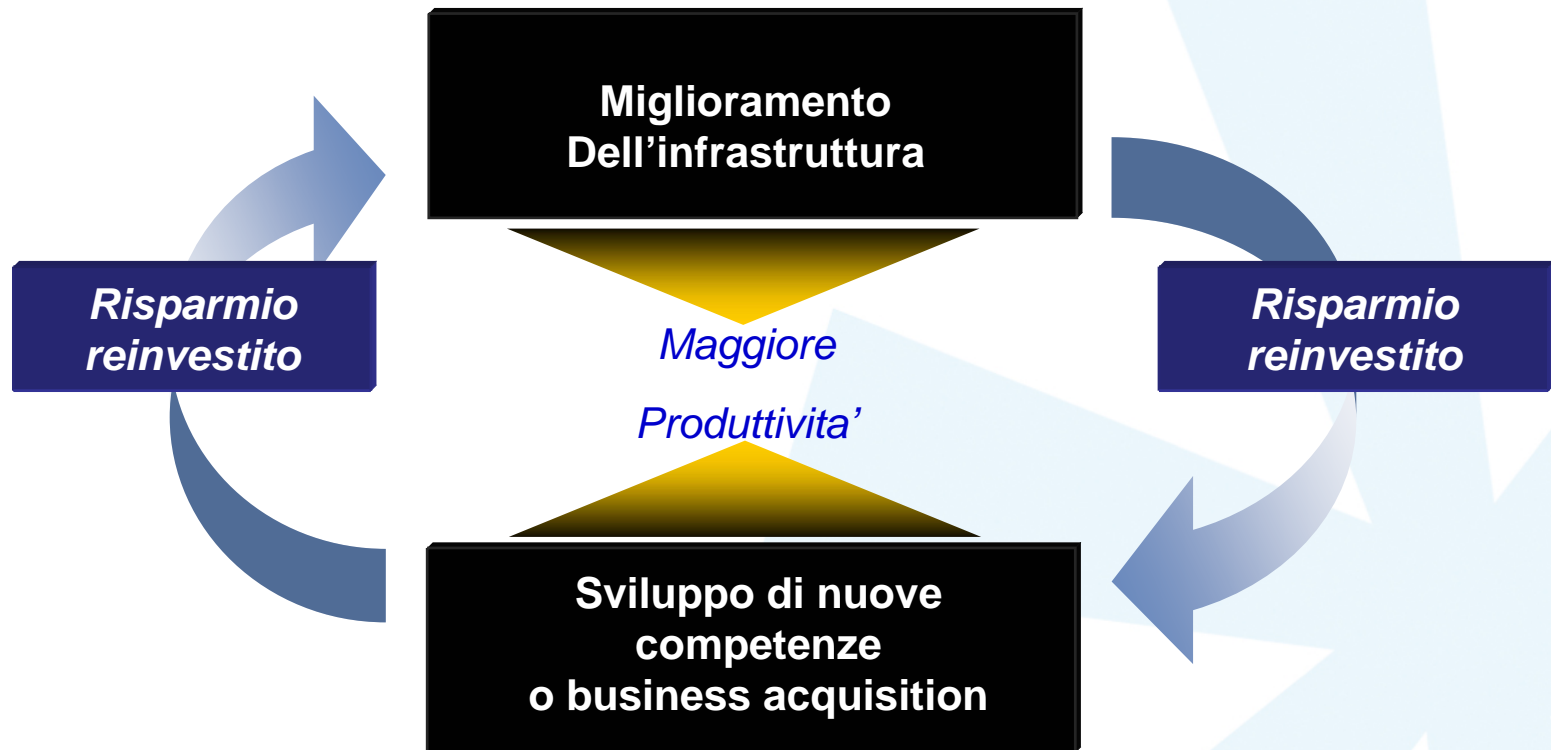 Miglioramento
Dell’infrastruttura
Risparmio
reinvestito
Maggiore
Produttivita’
Risparmio
reinvestito
Sviluppo di nuove
competenze
o business acquisition